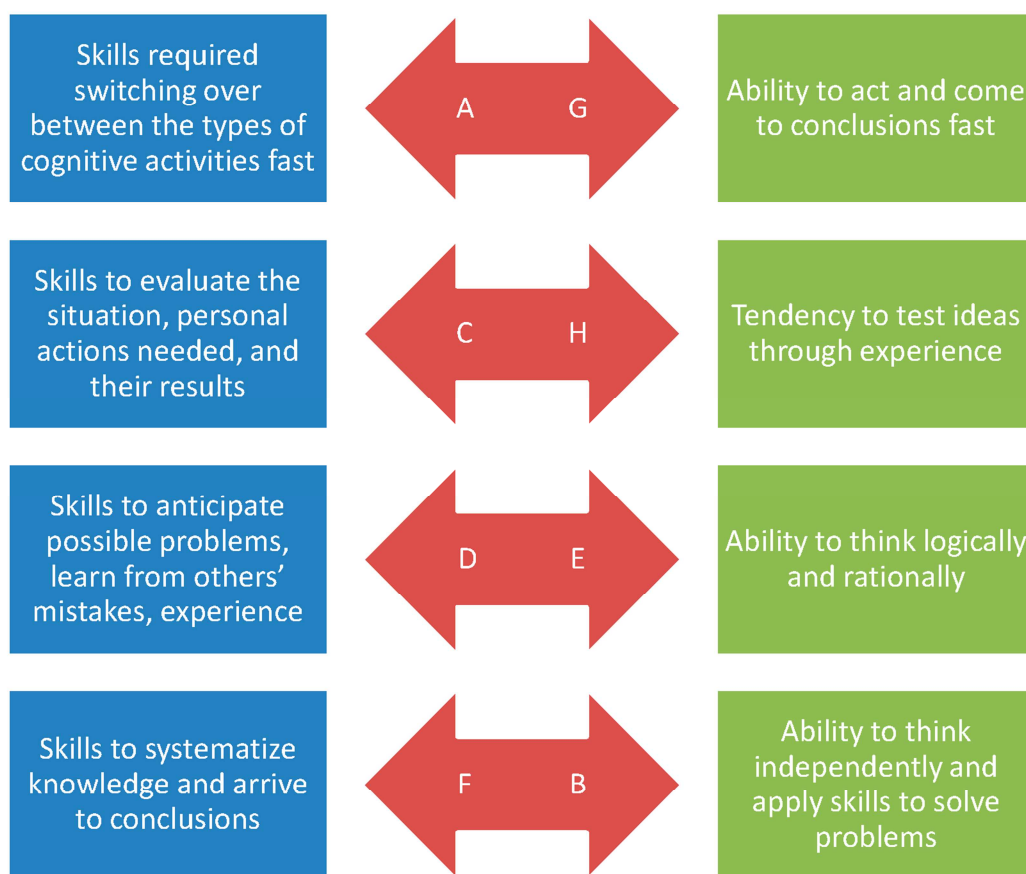 Skills required
switching over
between the types of
cognitive activities fast
A G
Ability to act and come
to conclusions fast
Skills to evaluate the
situation, personal
actions needed, and
their results
C H
Tendency to test ideas
through experience
Skills to anticipate
possible problems,
learn from others’
mistakes, experience
D E
Ability to think logically
and rationally
Skills to systematize
knowledge and arrive
to conclusions
F B
Ability to think
independently and
apply skills to solve
problems